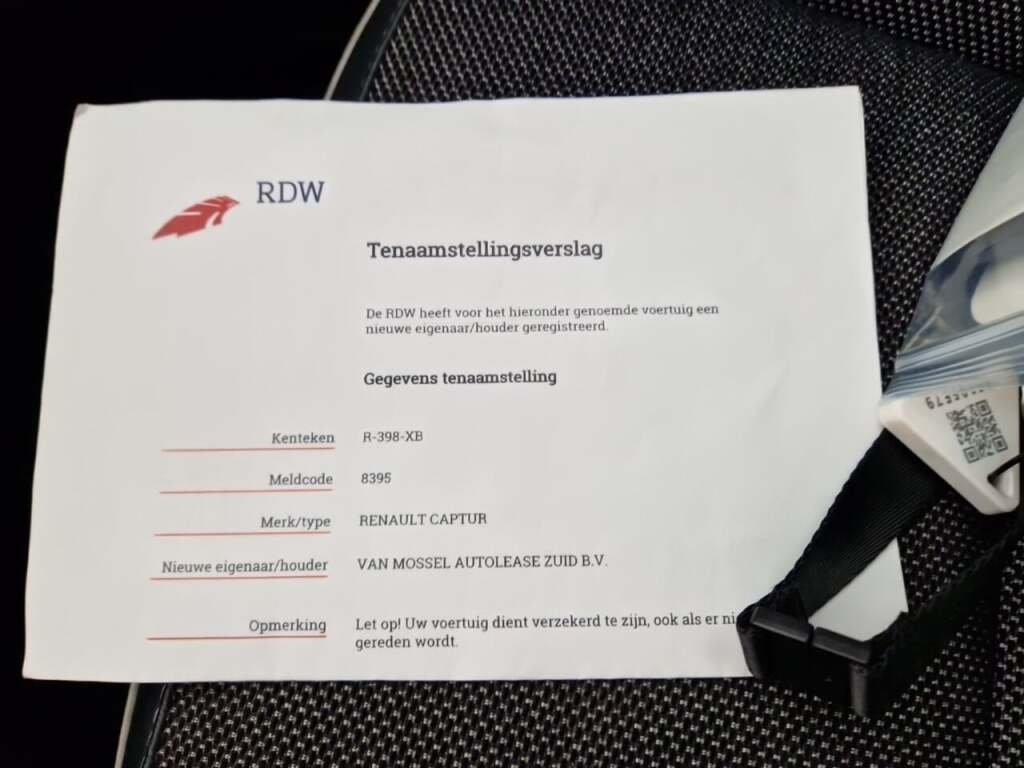 RDW
Tenaamstellingsverslag
De RDW heeft voor het hieronder genoemde voertuig een
nieuwe eigenaar/houder geregistreerd.
Gegevens tenaamstelling
Kenteken R-398-XB
Meldcode 8395
Merk/type RENAULT CAPTUR
Nieuwe eigenaar/houder VAN MOSSEL AUTOLEASE ZUID B.V.
Opmerking Let op! Uw voertuig dient verzekerd te zijn, ook als er ni
gereden wordt.